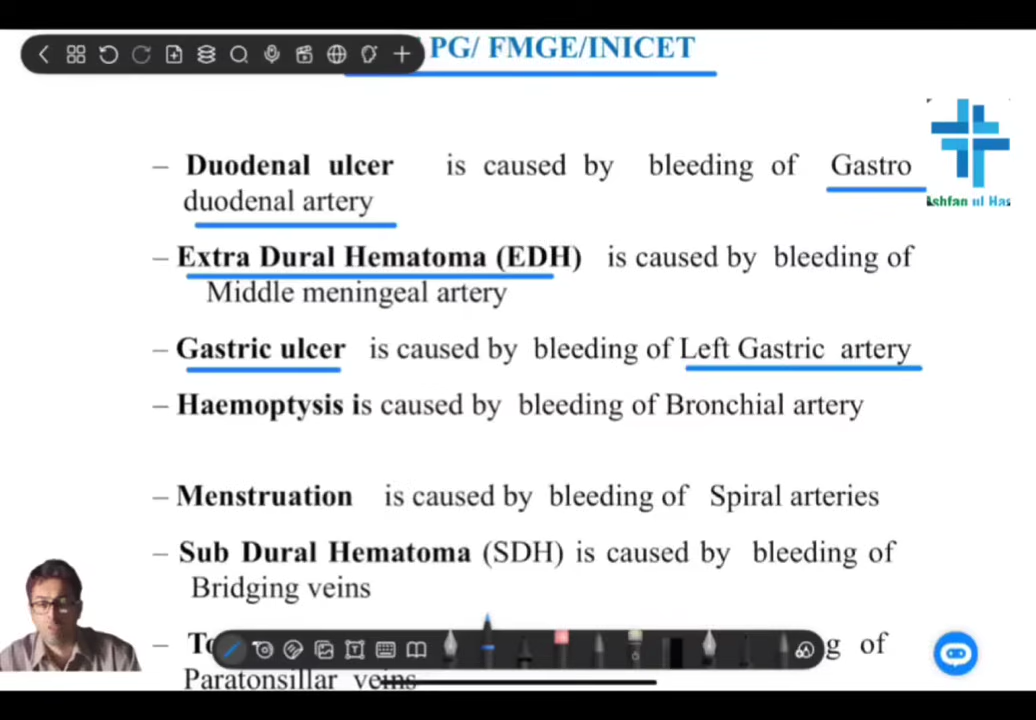 PG/ FMGE/INICET
– Duodenal ulcer is caused by bleeding of Gastro
duodenal artery
– Extra Dural Hematoma (EDH) is caused by bleeding of
Middle meningeal artery
– Gastric ulcer is caused by bleeding of Left Gastric artery
– Haemoptysis is caused by bleeding of Bronchial artery
– Menstruation is caused by bleeding of Spiral arteries
– Sub Dural Hematoma (SDH) is caused by bleeding of
Bridging veins
– of
Paratonsillar veins
Ashfan ul Has